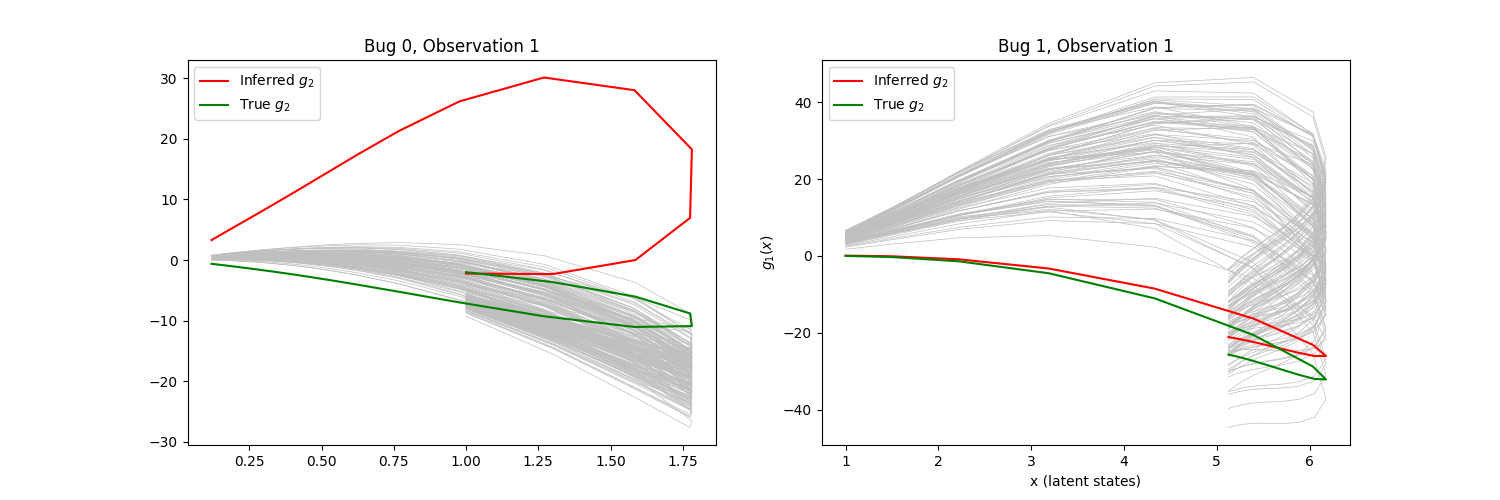 Bug 0, Observation 1
Inferred g₂
True g₂
30
20
10
0
−10
−20
−30
0.25 0.50 0.75 1.00 1.25 1.50 1.75
Bug 1, Observation 1
Inferred g₂
True g₂
g₁(x)
40
20
0
−20
−40
1 2 3 4 5 6
x (latent states)